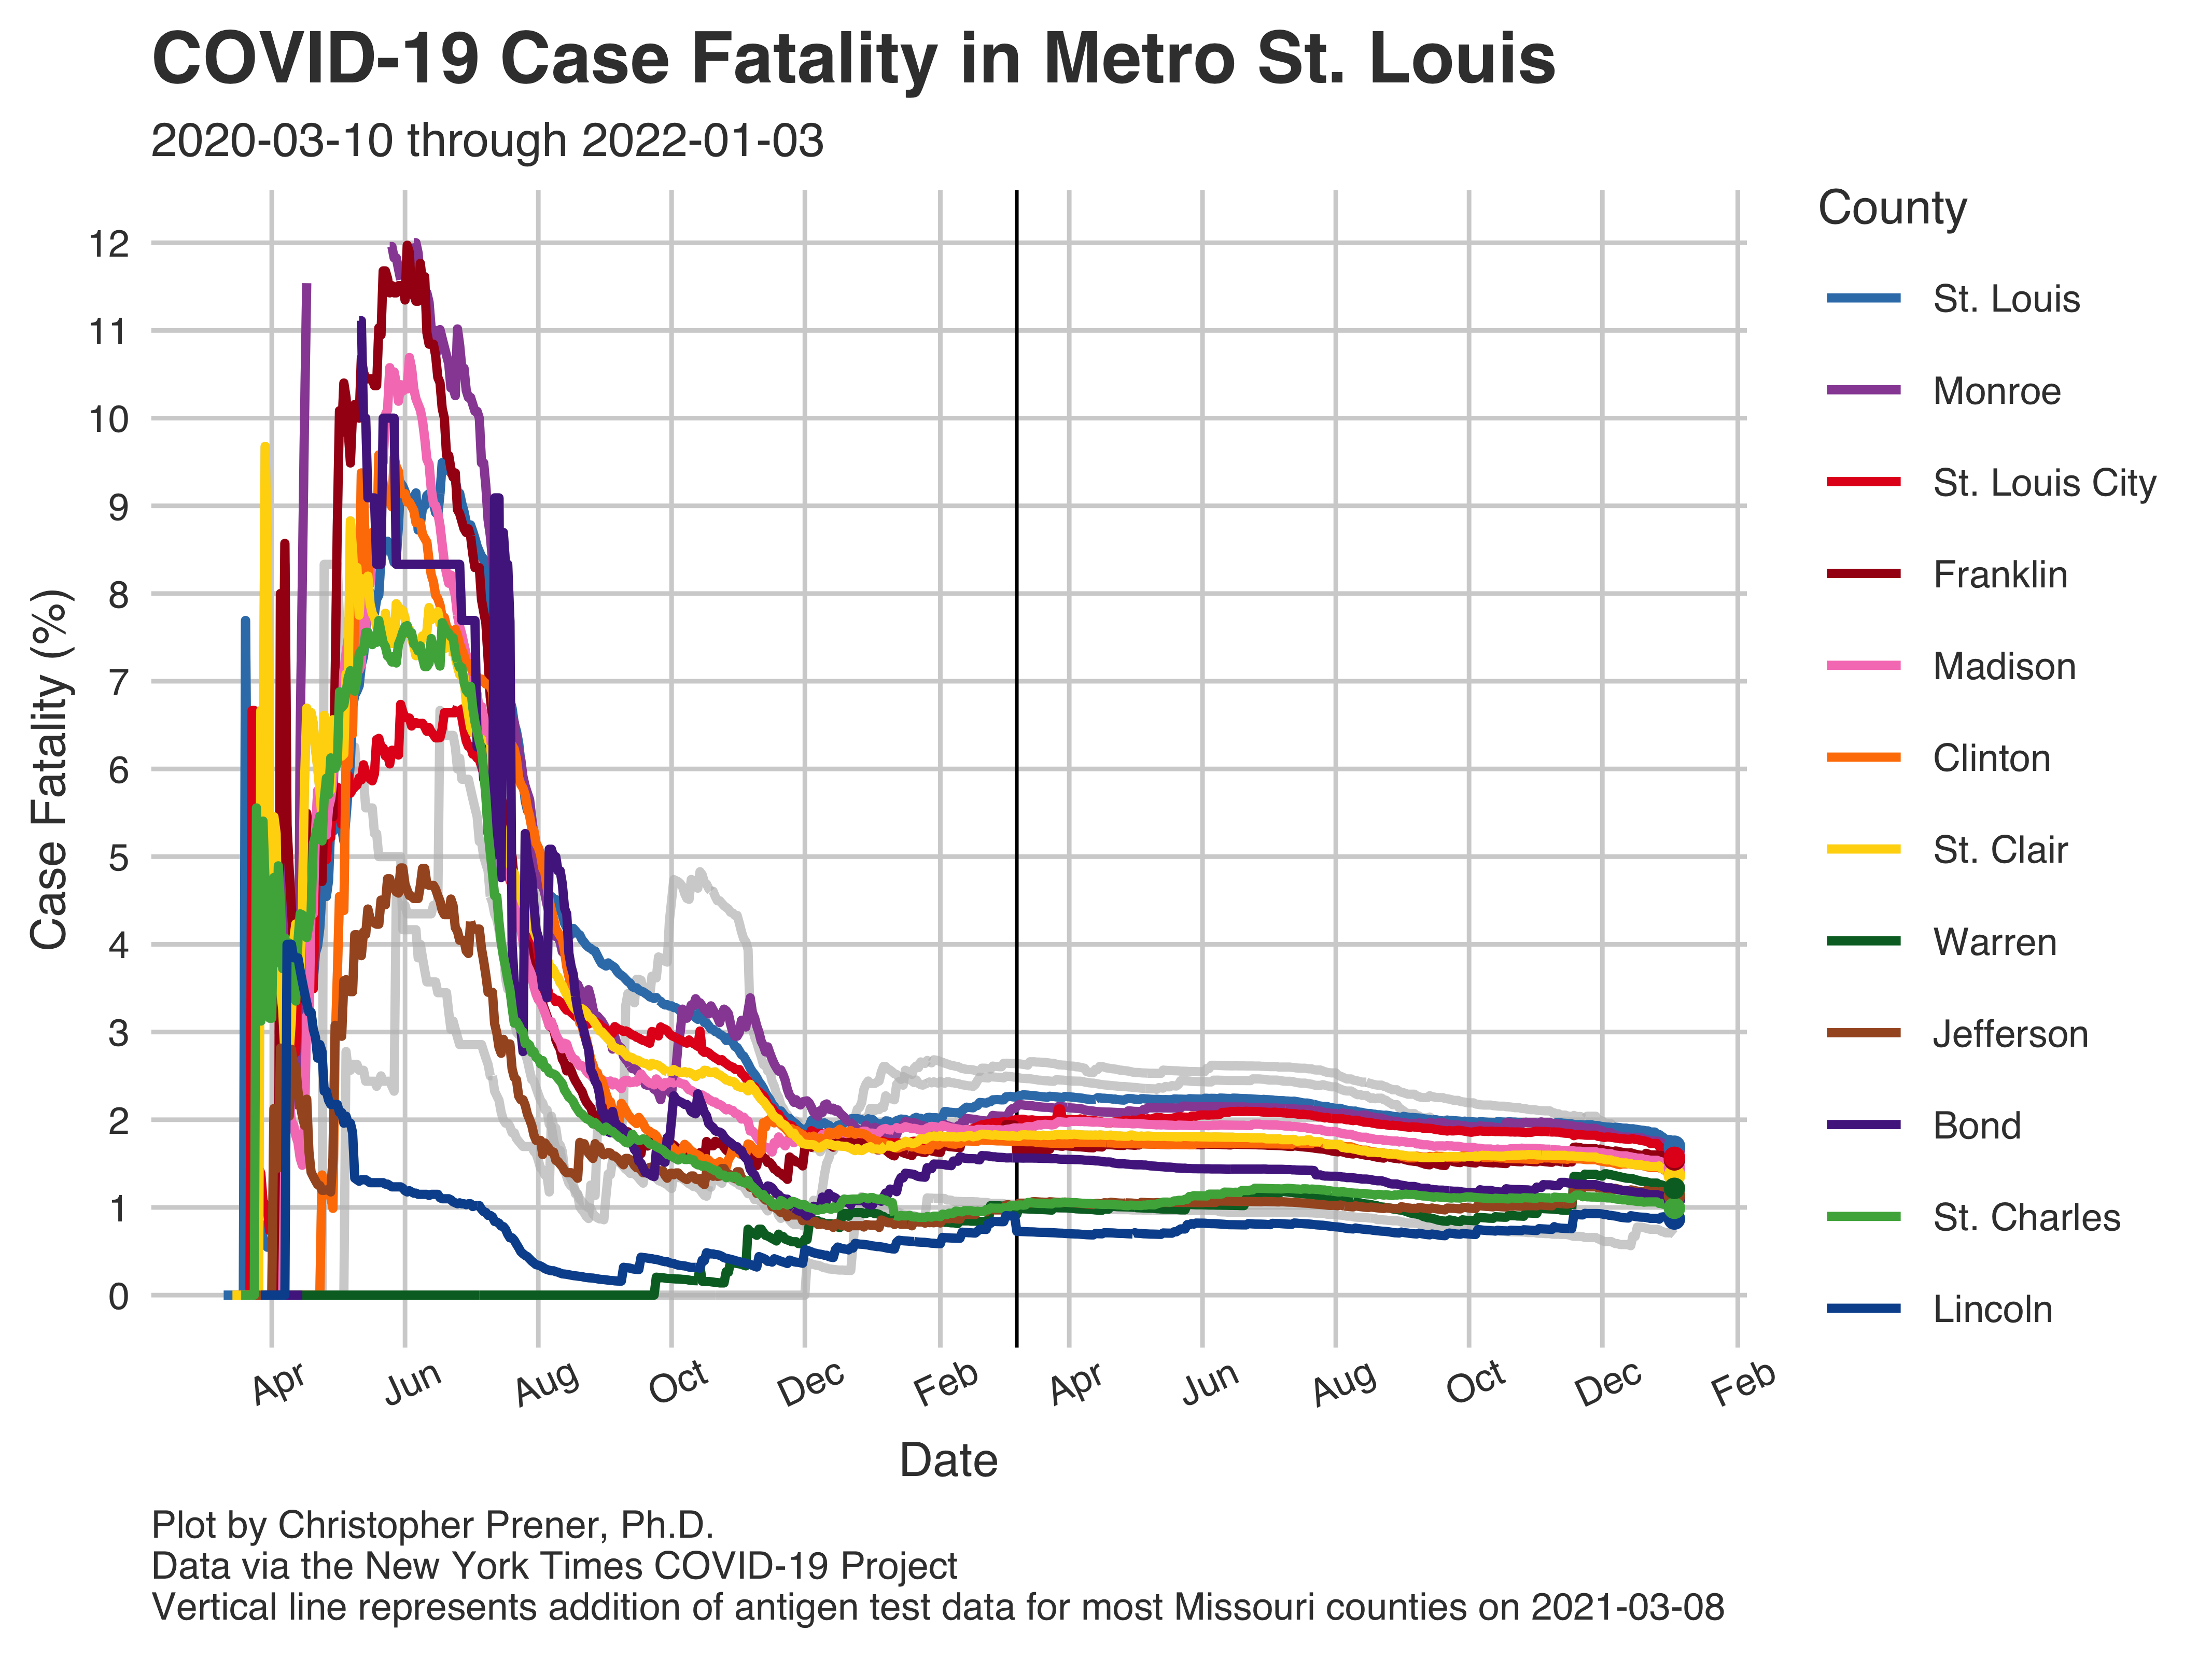 COVID-19 Case Fatality in Metro St. Louis
2020-03-10 through 2022-01-03
Case Fatality (%)
12
11
10
9
8
7
6
5
4
3
2
1
0
Apr
Jun
Aug
Oct
Dec
Feb
Apr
Jun
Aug
Oct
Dec
Feb
Date
County
St. Louis
Monroe
St. Louis City
Franklin
Madison
Clinton
St. Clair
Warren
Jefferson
Bond
St. Charles
Lincoln
Plot by Christopher Prener, Ph.D.
Data via the New York Times COVID-19 Project
Vertical line represents addition of antigen test data for most Missouri counties on 2021-03-08